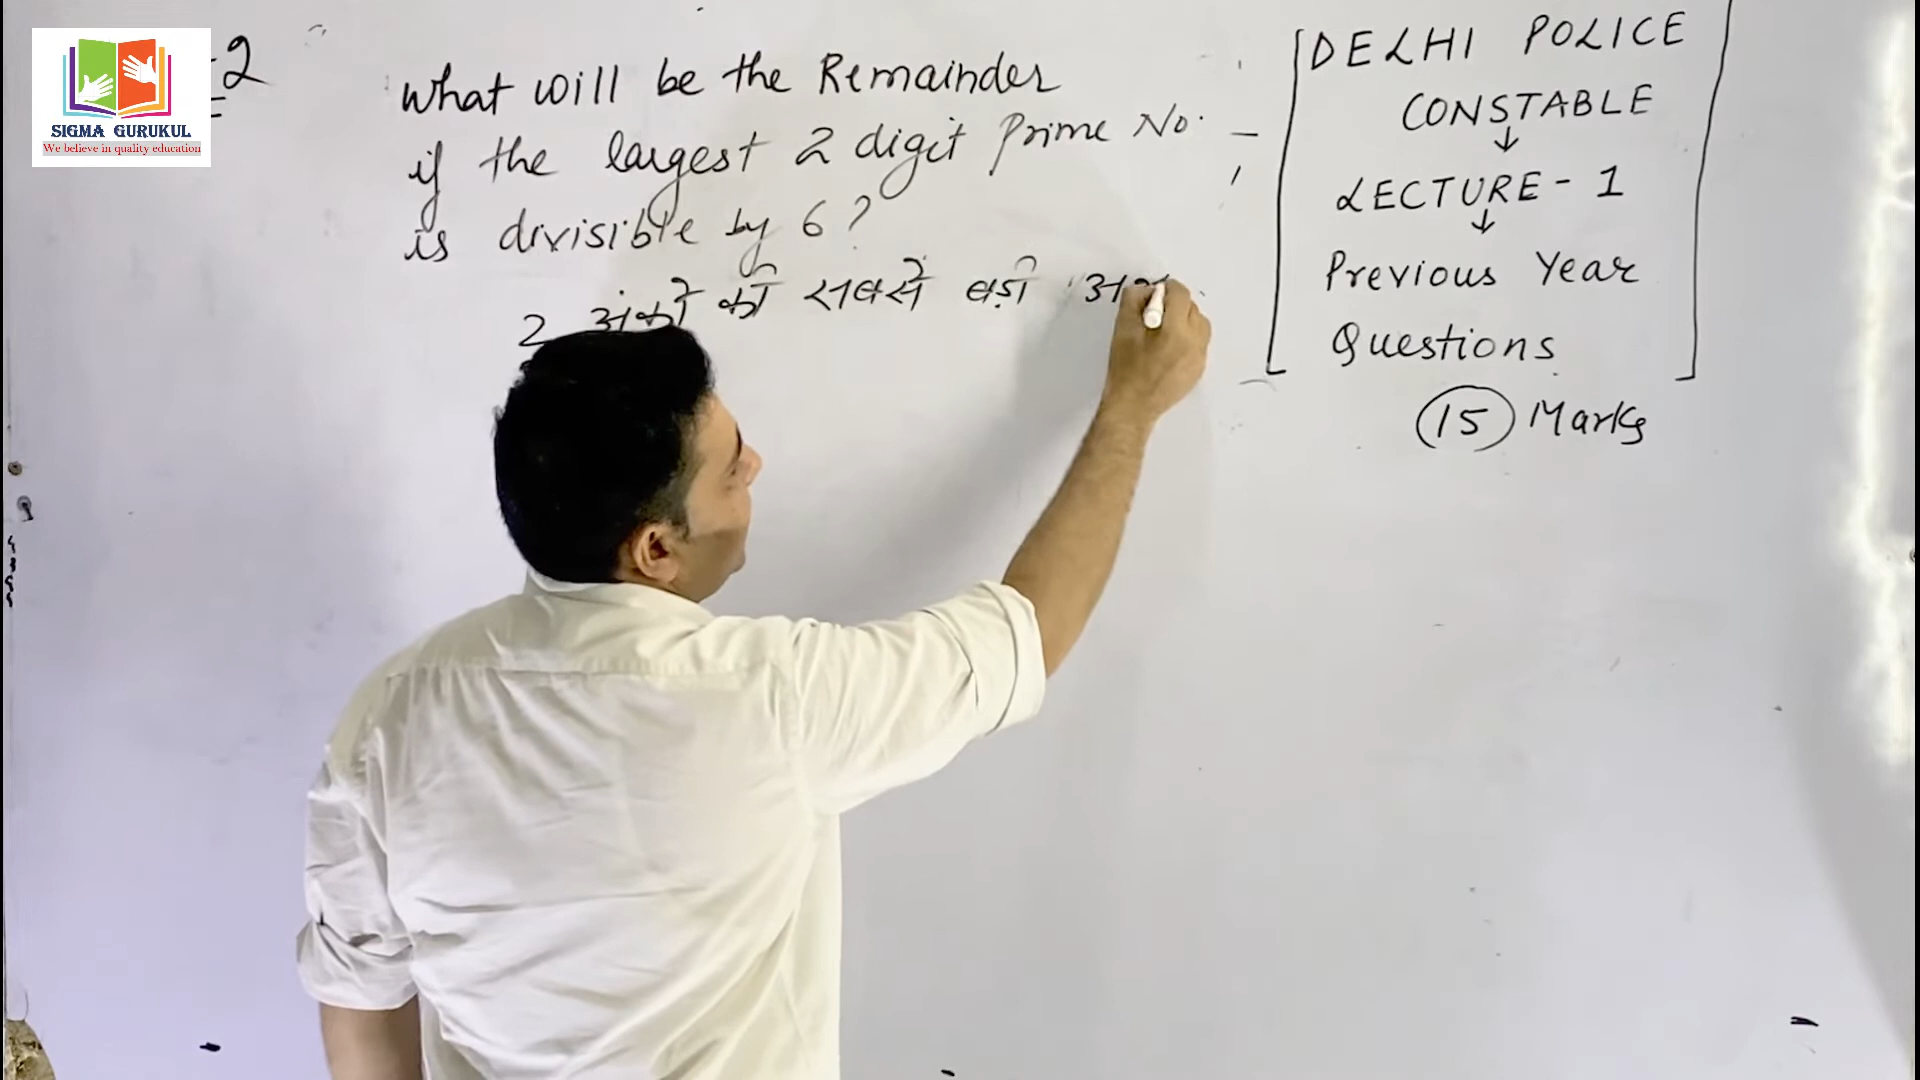 SIGMA GURUKUL
We believe in quality education
-2
What will be the Remainder
if the largest 2 digit Prime No.
is divisible by 6?
2 अंकों की सबसे बड़ी
DELHI POLICE
CONSTABLE
↓
LECTURE - 1
↓
Previous Year
Questions
15 Marks